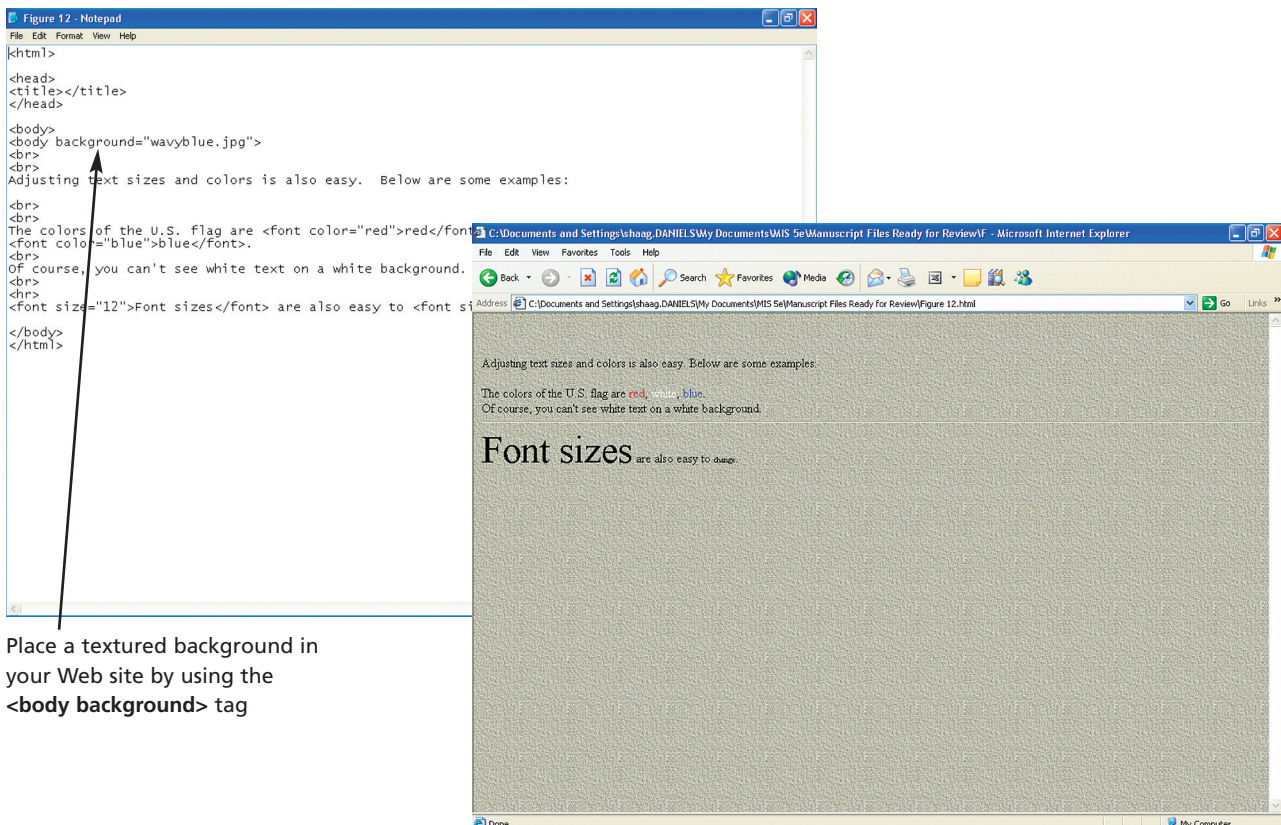 Figure 12 - Notepad
File Edit Format View Help
<html>
<head>
<title></title>
</head>
<body>
<body background="wavyblue.jpg">
<br>
<br>
Adjusting text sizes and colors is also easy. Below are some examples:
<br>
<br>
The colors of the U.S. flag are <font color="red">red</font
<font color="blue">blue</font>.
<br>
Of course, you can't see white text on a white background.
<br>
<hr>
<font size="12">Font sizes</font> are also easy to <font si
</body>
</html>
Place a textured background in
your Web site by using the
<body background> tag
C:\Documents and Settings\shaag.DANIELS\My Documents\MIS 5e\Manuscript Files Ready for Review\F - Microsoft Internet Explorer
File Edit View Favorites Tools Help
Back Search Favorites Media
Address C:\Documents and Settings\shaag.DANIELS\My Documents\MIS 5e\Manuscript Files Ready for Review\Figure 12.html Go Links »
Adjusting text sizes and colors is also easy. Below are some examples:
The colors of the U.S. flag are red, white, blue.
Of course, you can't see white text on a white background.
Font sizes are also easy to change.
Done My Computer